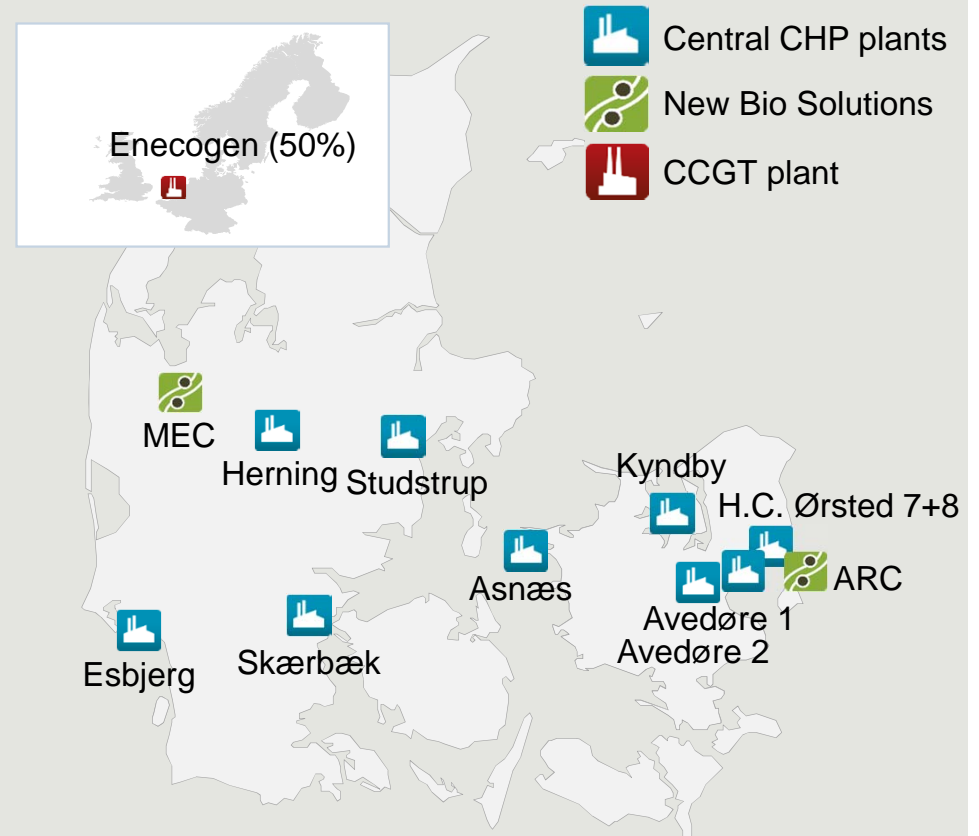 Central CHP plants
New Bio Solutions
CCGT plant
Enecogen (50%)
MEC
Herning
Studstrup
Kyndby
H.C. Ørsted 7+8
Asnæs
ARC
Avedøre 1
Avedøre 2
Esbjerg
Skærbæk